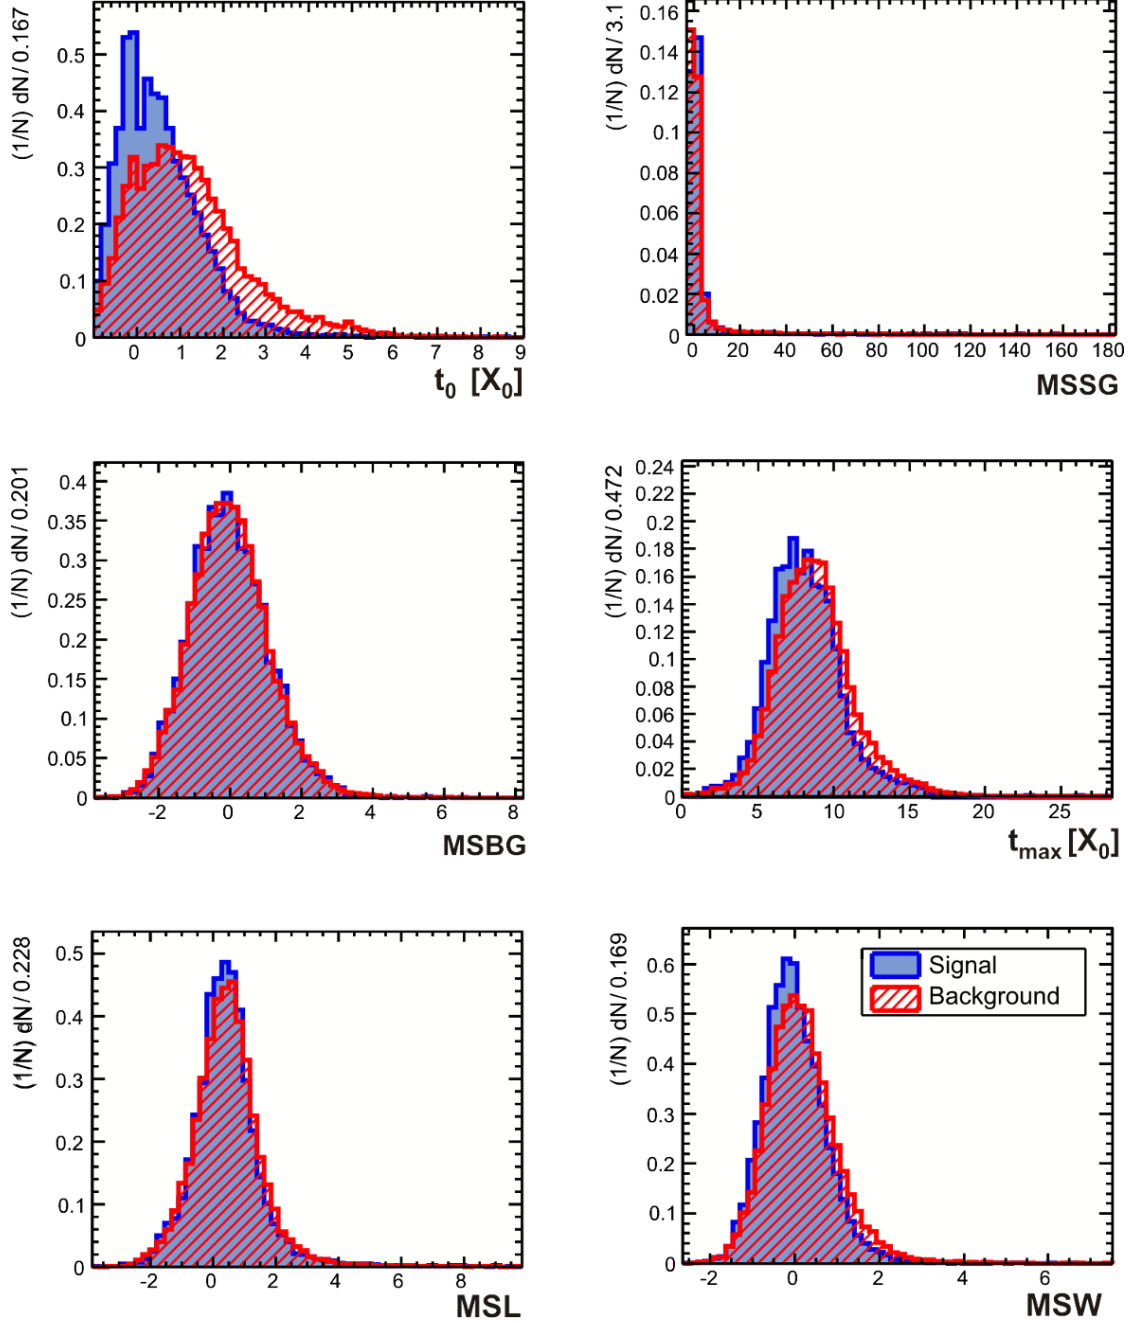 (1/N) dN/ 0.167
0.5
0.4
0.3
0.2
0.1
0
0 1 2 3 4 5 6 7 8 9
t₀ [X₀]
(1/N) dN/ 3.1
0.16
0.14
0.12
0.1
0.08
0.06
0.04
0.02
0
0 20 40 60 80 100 120 140 160 180
MSSG
(1/N) dN/ 0.201
0.4
0.35
0.3
0.25
0.2
0.15
0.1
0.05
0
-2 0 2 4 6 8
MSBG
(1/N) dN/ 0.472
0.24
0.22
0.2
0.18
0.16
0.14
0.12
0.1
0.08
0.06
0.04
0.02
0
0 5 10 15 20 25
t_max [X₀]
(1/N) dN/ 0.228
0.5
0.4
0.3
0.2
0.1
0
-2 0 2 4 6 8
MSL
(1/N) dN/ 0.169
0.6
0.5
0.4
0.3
0.2
0.1
0
Signal
Background
-2 0 2 4 6
MSW